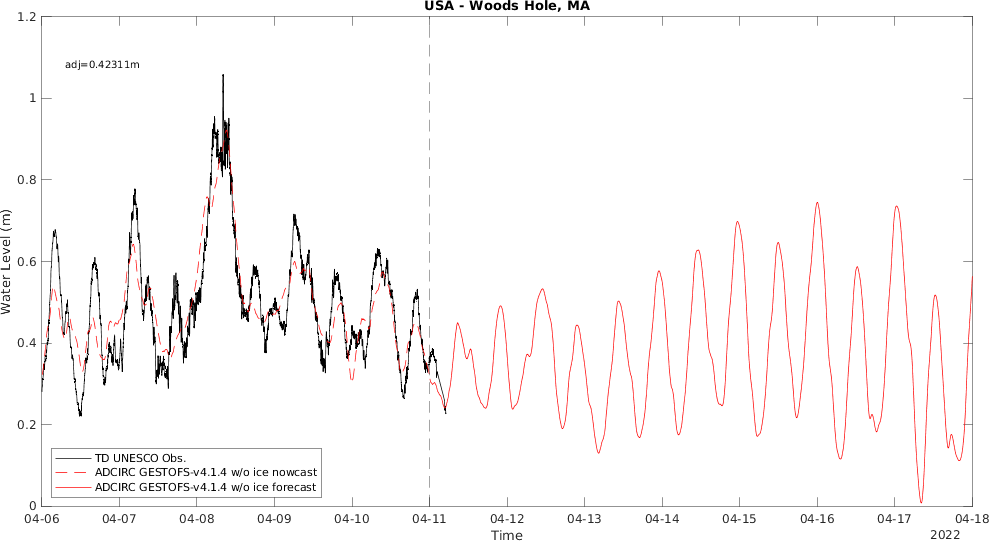 USA - Woods Hole, MA
1.2
1
0.8
0.6
0.4
0.2
0
Water Level (m)
adj=0.42311m
TD UNESCO Obs.
ADCIRC GESTOFS-v4.1.4 w/o ice nowcast
ADCIRC GESTOFS-v4.1.4 w/o ice forecast
04-06 04-07 04-08 04-09 04-10 04-11 04-12 04-13 04-14 04-15 04-16 04-17 04-18
Time
2022